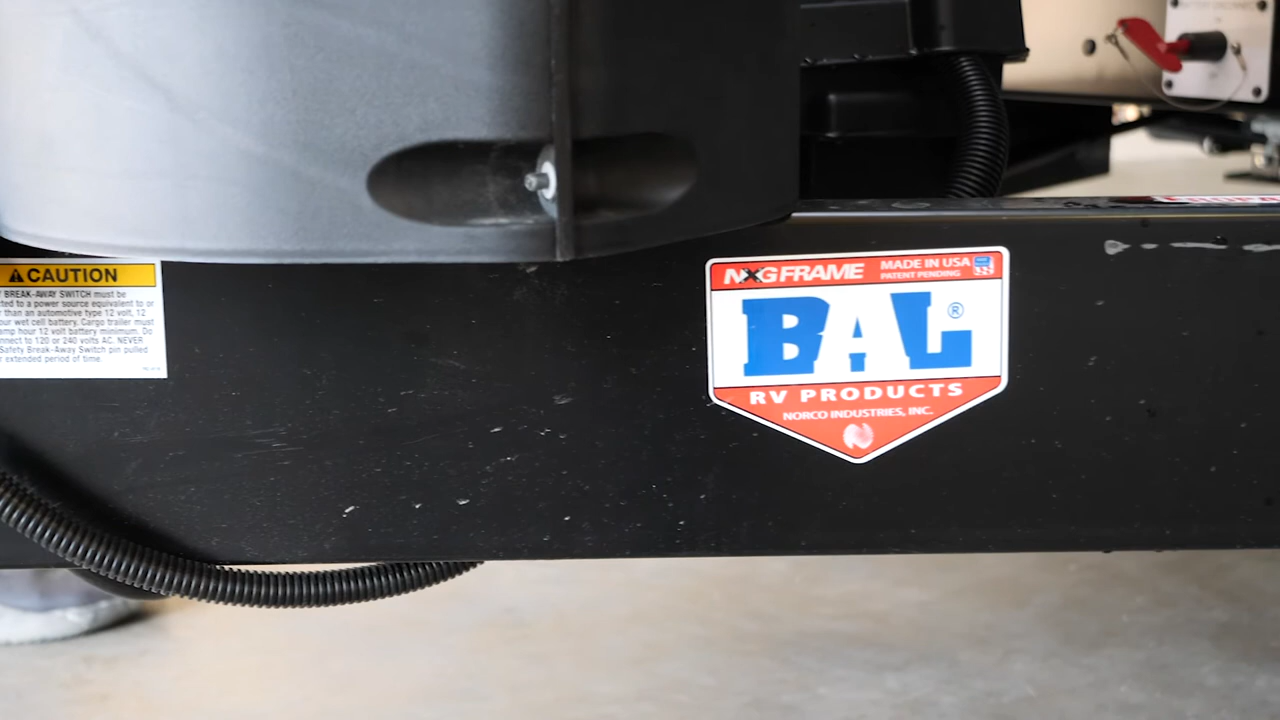 CAUTION
BREAK-AWAY SWITCH must be
to a power source equivalent to or
than an automotive type 12 volt, 12
wet cell battery. Cargo trailer must
amp hour 12 volt battery minimum. Do
to 120 or 240 volts AC. NEVER
Safety Break-Away Switch pin pulled
extended period of time.
NXG FRAME
MADE IN USA
PATENT PENDING
BAL®
RV PRODUCTS
NORCO INDUSTRIES, INC.